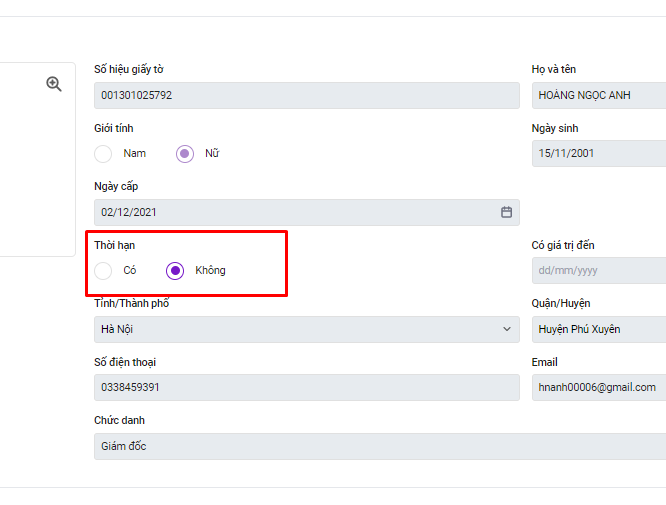 Số hiệu giấy tờ
Họ và tên
001301025792
HOÀNG NGỌC ANH
Giới tính
Ngày sinh
Nam
Nữ
15/11/2001
Ngày cấp
02/12/2021
Thời hạn
Có giá trị đến
Có
Không
dd/mm/yyyy
Tỉnh/Thành phố
Quận/Huyện
Hà Nội
Huyện Phú Xuyên
Số điện thoại
Email
0338459391
hnanh00006@gmail.com
Chức danh
Giám đốc